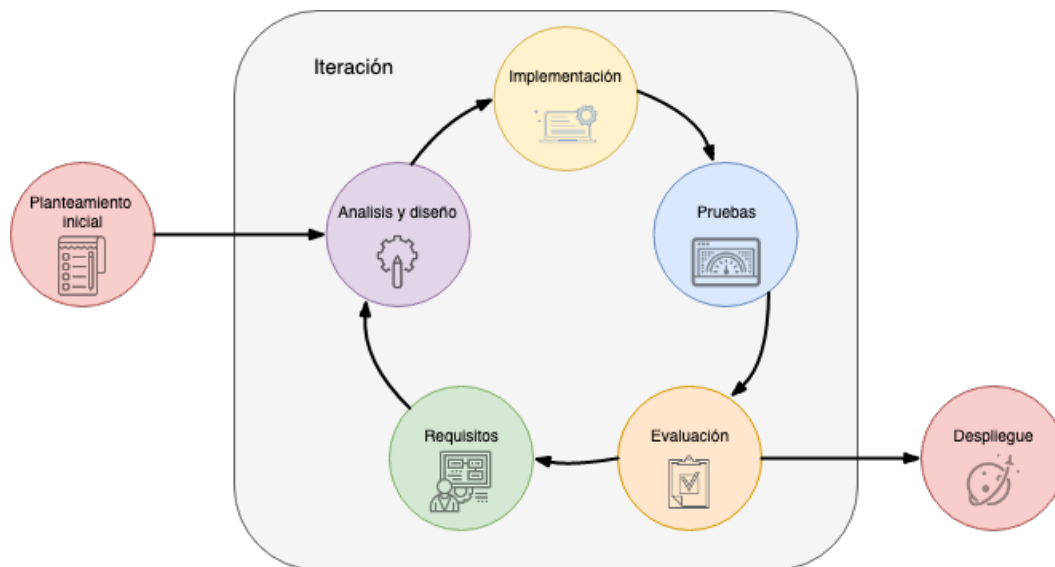 Iteración
Implementación
Planteamiento
inicial
Analisis y diseño
Pruebas
Requisitos
Evaluación
Despliegue